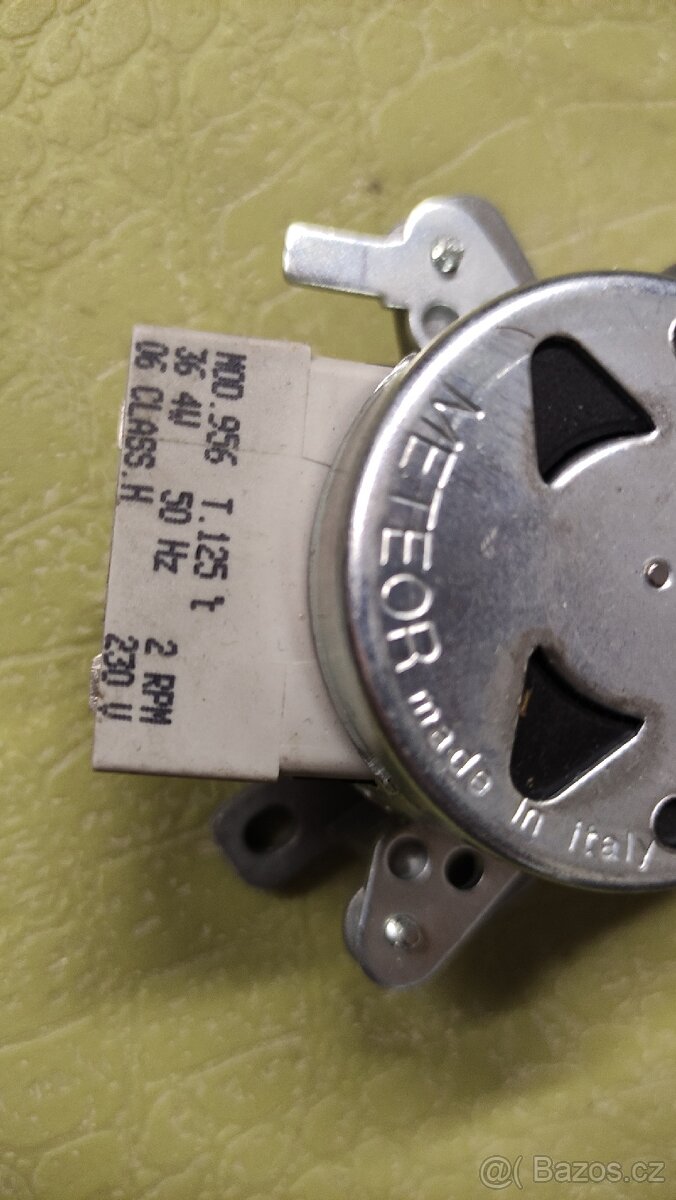 MOD.956 T.125 t
2 RPM
36 4W 50 Hz
230 V
06 CLASS.H
METEOR made in italy
@( Bazos.cz